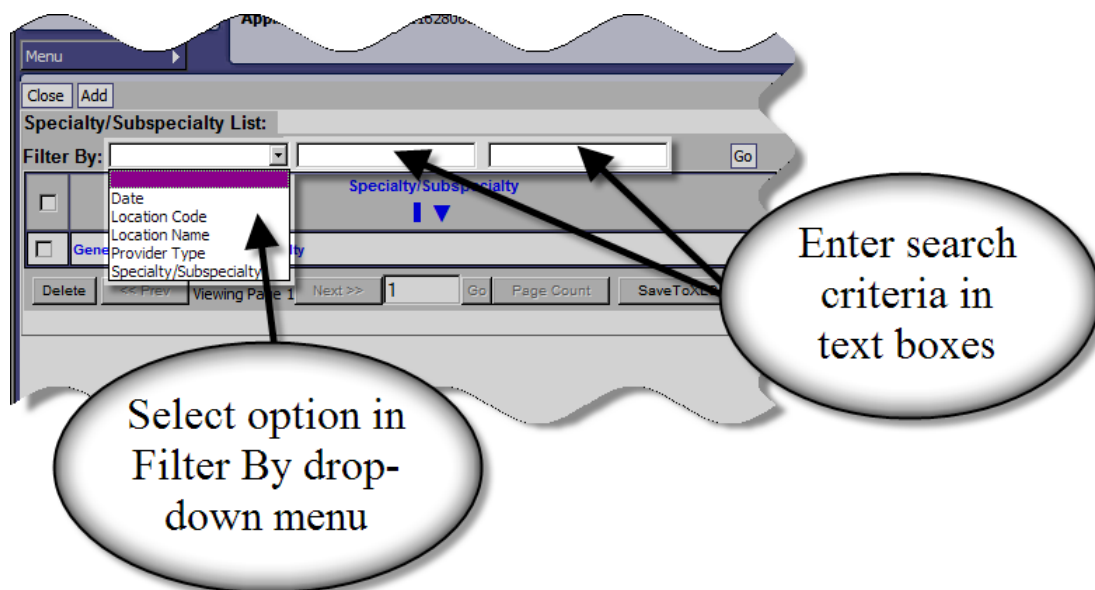 Menu
Close Add
Specialty/Subspecialty List:
Filter By: Go
Specialty/Subspecialty
Date
Location Code
Location Name
Provider Type
Specialty/Subspecialty
Delete << Prev Viewing Page 1 Next >> 1 Go Page Count
Enter search
criteria in
text boxes
Select option in
Filter By drop-
down menu